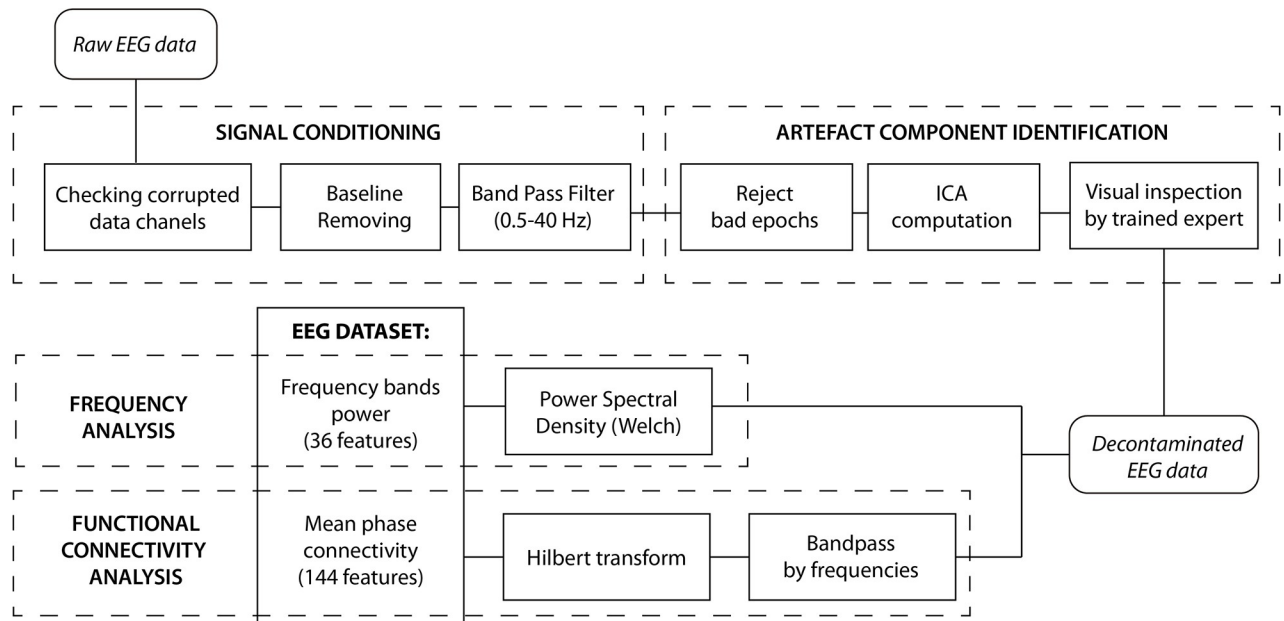 Raw EEG data
SIGNAL CONDITIONING
Checking corrupted
data chanels
Baseline
Removing
Band Pass Filter
(0.5-40 Hz)
ARTEFACT COMPONENT IDENTIFICATION
Reject
bad epochs
ICA
computation
Visual inspection
by trained expert
Decontaminated
EEG data
EEG DATASET:
FREQUENCY
ANALYSIS
Frequency bands
power
(36 features)
Power Spectral
Density (Welch)
FUNCTIONAL
CONNECTIVITY
ANALYSIS
Mean phase
connectivity
(144 features)
Hilbert transform
Bandpass
by frequencies